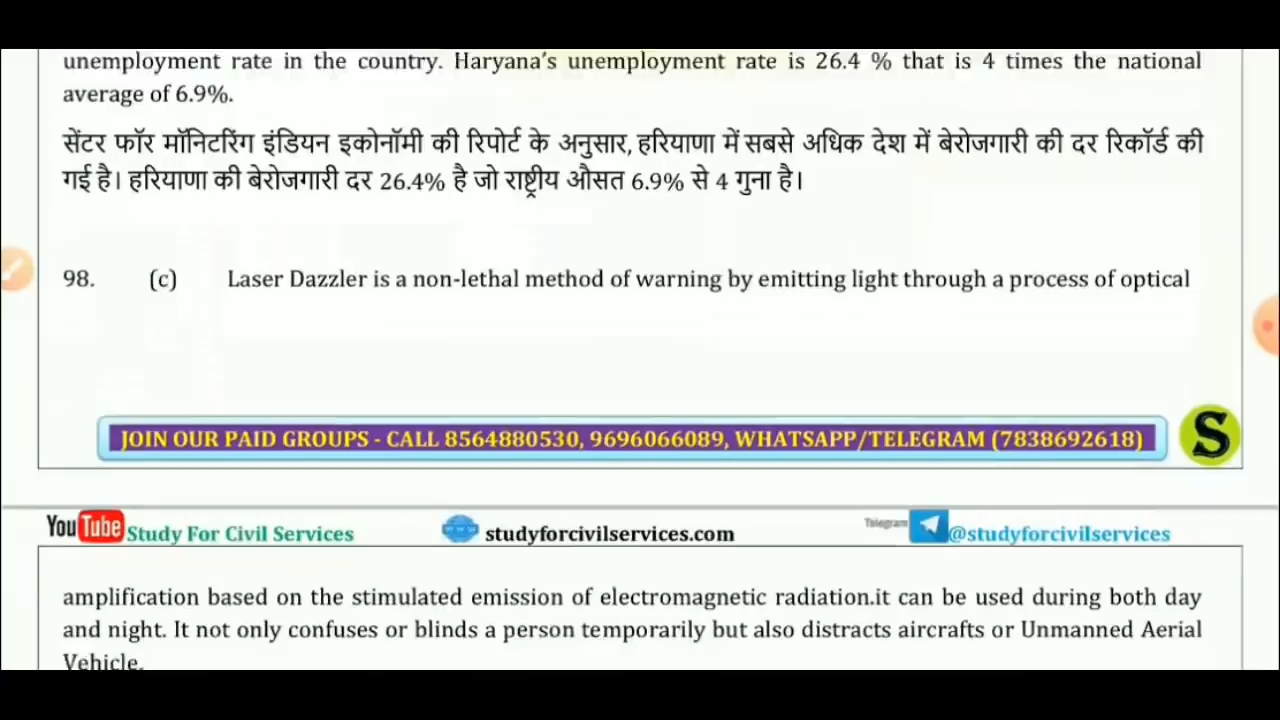 unemployment rate in the country. Haryana's unemployment rate is 26.4 % that is 4 times the national
average of 6.9%.
सेंटर फॉर मॉनिटरिंग इंडियन इकोनॉमी की रिपोर्ट के अनुसार, हरियाणा में सबसे अधिक देश में बेरोजगारी की दर रिकॉर्ड की
गई है। हरियाणा की बेरोजगारी दर 26.4% है जो राष्ट्रीय औसत 6.9% से 4 गुना है।
98. (c) Laser Dazzler is a non-lethal method of warning by emitting light through a process of optical
JOIN OUR PAID GROUPS - CALL 8564880530, 9696066089, WHATSAPP/TELEGRAM (7838692618)
S
YouTube Study For Civil Services www studyforcivilservices.com Telegram @studyforcivilservices
amplification based on the stimulated emission of electromagnetic radiation.it can be used during both day
and night. It not only confuses or blinds a person temporarily but also distracts aircrafts or Unmanned Aerial
Vehicle.